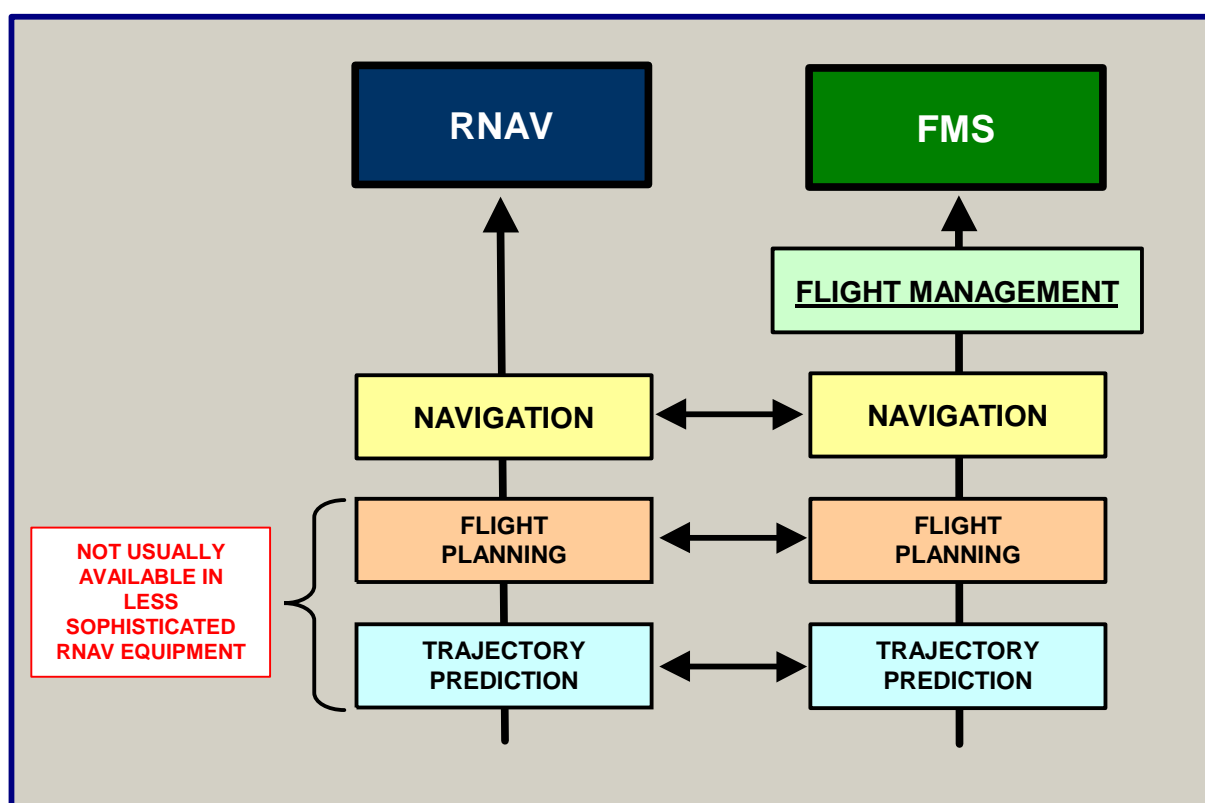 RNAV
FMS
FLIGHT MANAGEMENT
NAVIGATION
NAVIGATION
FLIGHT
PLANNING
FLIGHT
PLANNING
NOT USUALLY
AVAILABLE IN
LESS
SOPHISTICATED
RNAV EQUIPMENT
TRAJECTORY
PREDICTION
TRAJECTORY
PREDICTION